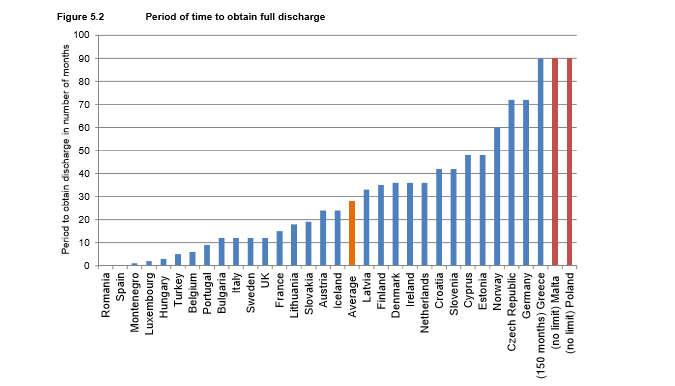 Figure 5.2 Period of time to obtain full discharge
Period to obtain discharge in number of months
100
90
80
70
60
50
40
30
20
10
0
Romania
Spain
Montenegro
Luxembourg
Hungary
Turkey
Belgium
Portugal
Bulgaria
Italy
Sweden
UK
France
Lithuania
Slovakia
Austria
Iceland
Average
Latvia
Finland
Denmark
Ireland
Netherlands
Croatia
Slovenia
Cyprus
Estonia
Norway
Czech Republic
Germany
(150 months) Greece
(no limit) Malta
(no limit) Poland